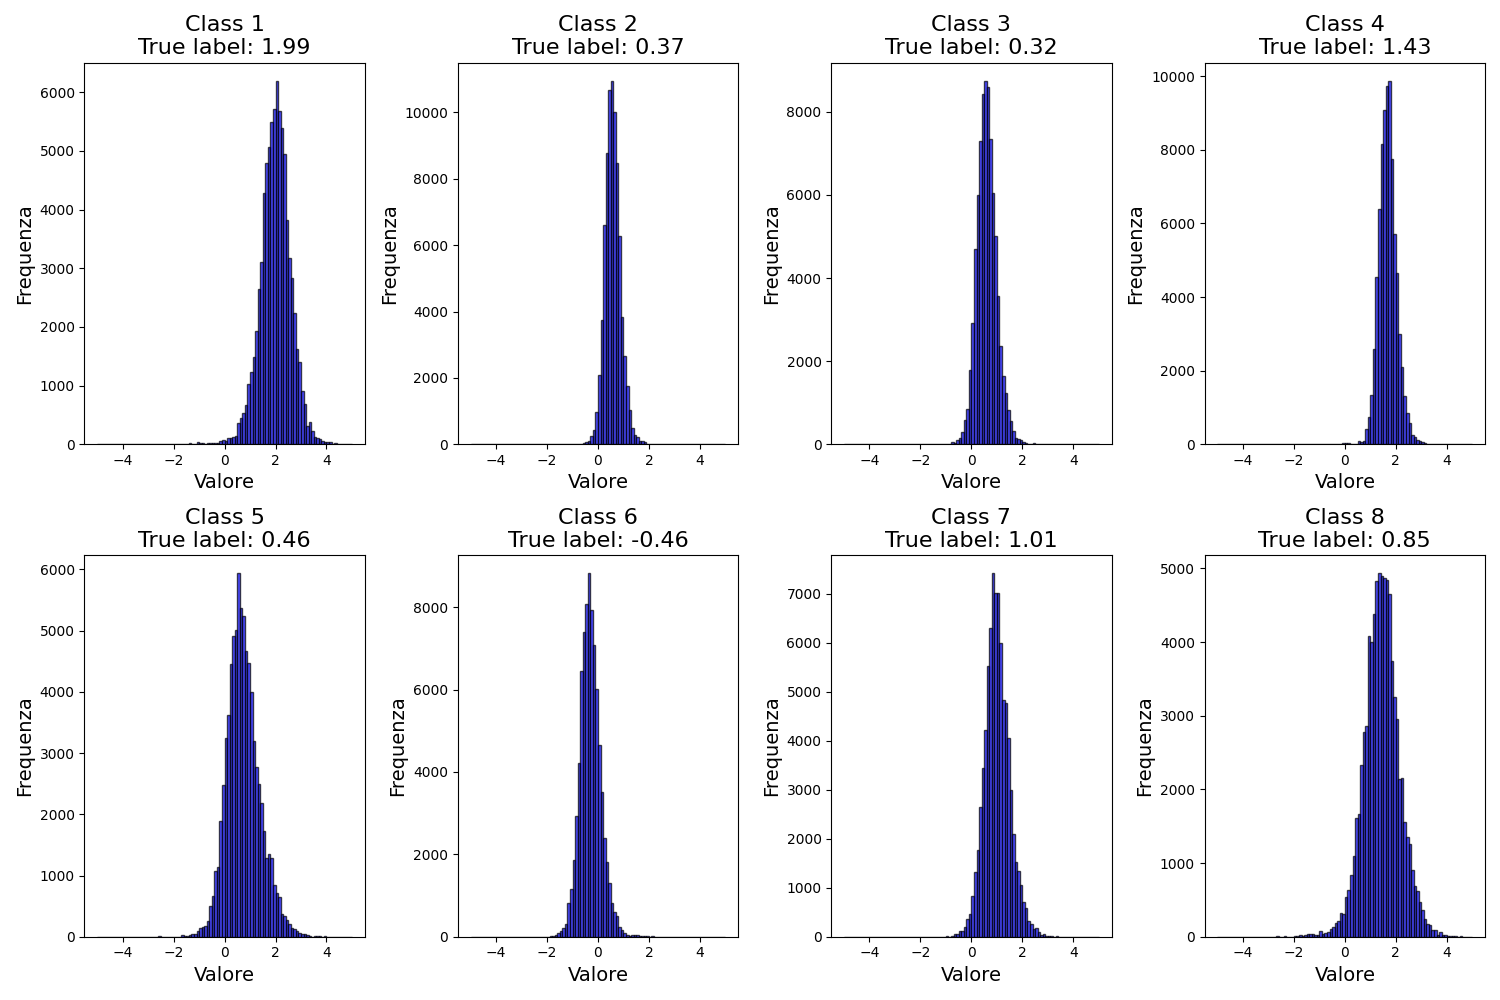 Class 1
True label: 1.99
Class 2
True label: 0.37
Class 3
True label: 0.32
Class 4
True label: 1.43
Frequenza
6000
5000
4000
3000
2000
1000
0
−4 −2 0 2 4
Valore
Frequenza
10000
8000
6000
4000
2000
0
−4 −2 0 2 4
Valore
Frequenza
8000
6000
4000
2000
0
−4 −2 0 2 4
Valore
Frequenza
10000
8000
6000
4000
2000
0
−4 −2 0 2 4
Valore
Class 5
True label: 0.46
Class 6
True label: -0.46
Class 7
True label: 1.01
Class 8
True label: 0.85
Frequenza
6000
5000
4000
3000
2000
1000
0
−4 −2 0 2 4
Valore
Frequenza
8000
6000
4000
2000
0
−4 −2 0 2 4
Valore
Frequenza
7000
6000
5000
4000
3000
2000
1000
0
−4 −2 0 2 4
Valore
Frequenza
5000
4000
3000
2000
1000
0
−4 −2 0 2 4
Valore